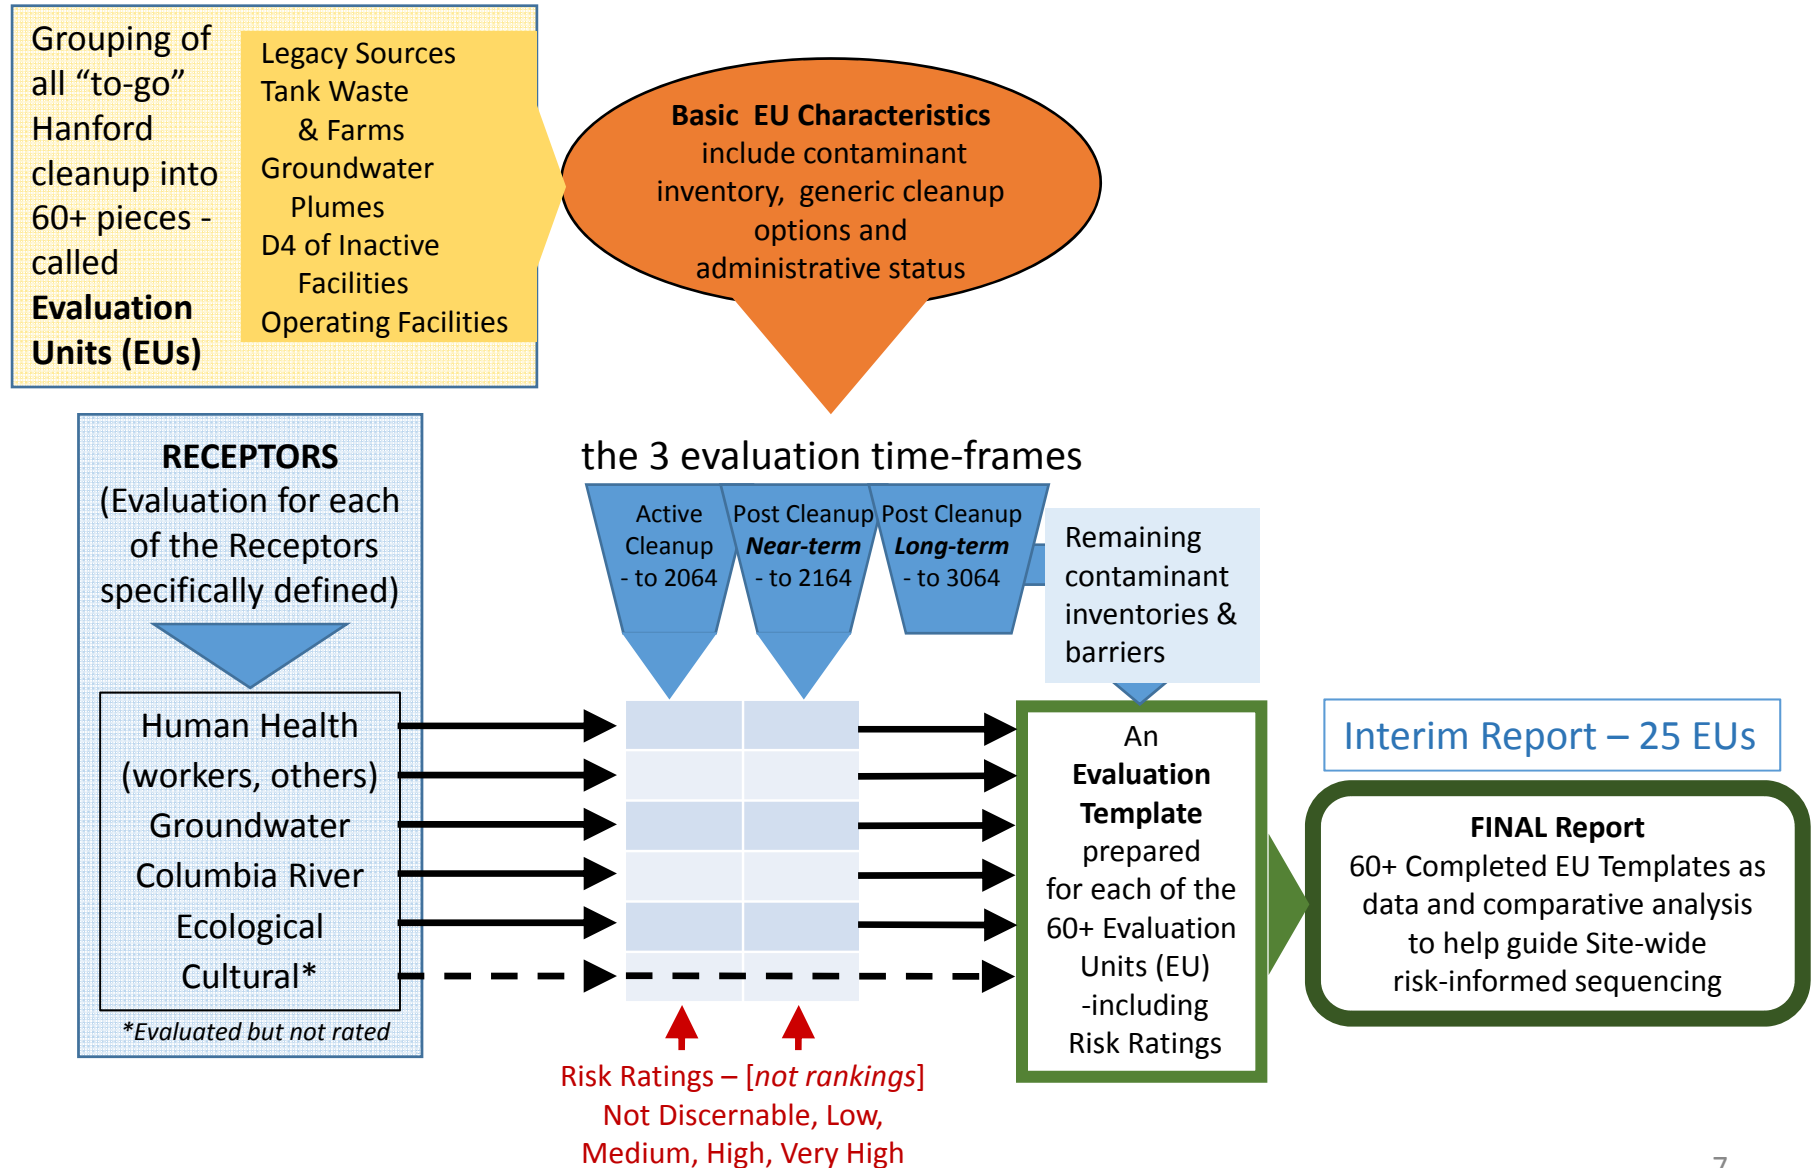 Grouping of
all “to-go”
Hanford
cleanup into
60+ pieces -
called
Evaluation
Units (EUs)
Legacy Sources
Tank Waste
& Farms
Groundwater
Plumes
D4 of Inactive
Facilities
Operating Facilities
Basic EU Characteristics
include contaminant
inventory, generic cleanup
options and
administrative status
RECEPTORS
(Evaluation for each
of the Receptors
specifically defined)
Human Health
(workers, others)
Groundwater
Columbia River
Ecological
Cultural*
*Evaluated but not rated
the 3 evaluation time-frames
Active
Cleanup
- to 2064
Post Cleanup
Near-term
- to 2164
Post Cleanup
Long-term
- to 3064
Remaining
contaminant
inventories &
barriers
Risk Ratings – [not rankings]
Not Discernable, Low,
Medium, High, Very High
An
Evaluation
Template
prepared
for each of the
60+ Evaluation
Units (EU)
-including
Risk Ratings
Interim Report – 25 EUs
FINAL Report
60+ Completed EU Templates as
data and comparative analysis
to help guide Site-wide
risk-informed sequencing
7